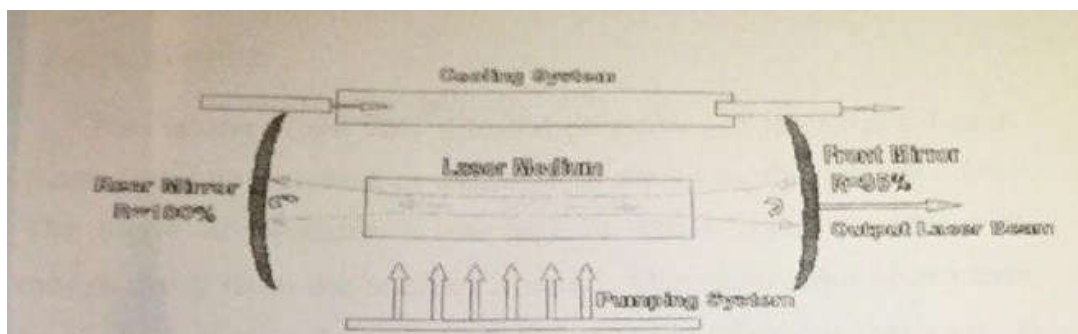 Cooling System
Laser Medium
Rear Mirror
R=100%
Front Mirror
R=95%
Output Laser Beam
Pumping System